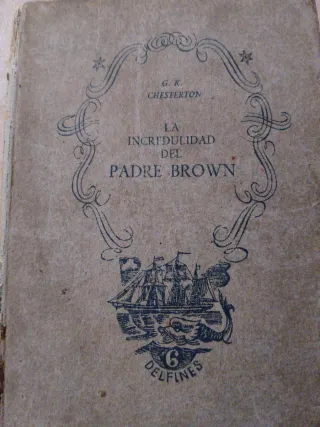 G. K.
CHESTERTON
LA
INCREDULIDAD
DEL
PADRE BROWN
6
DELFINES